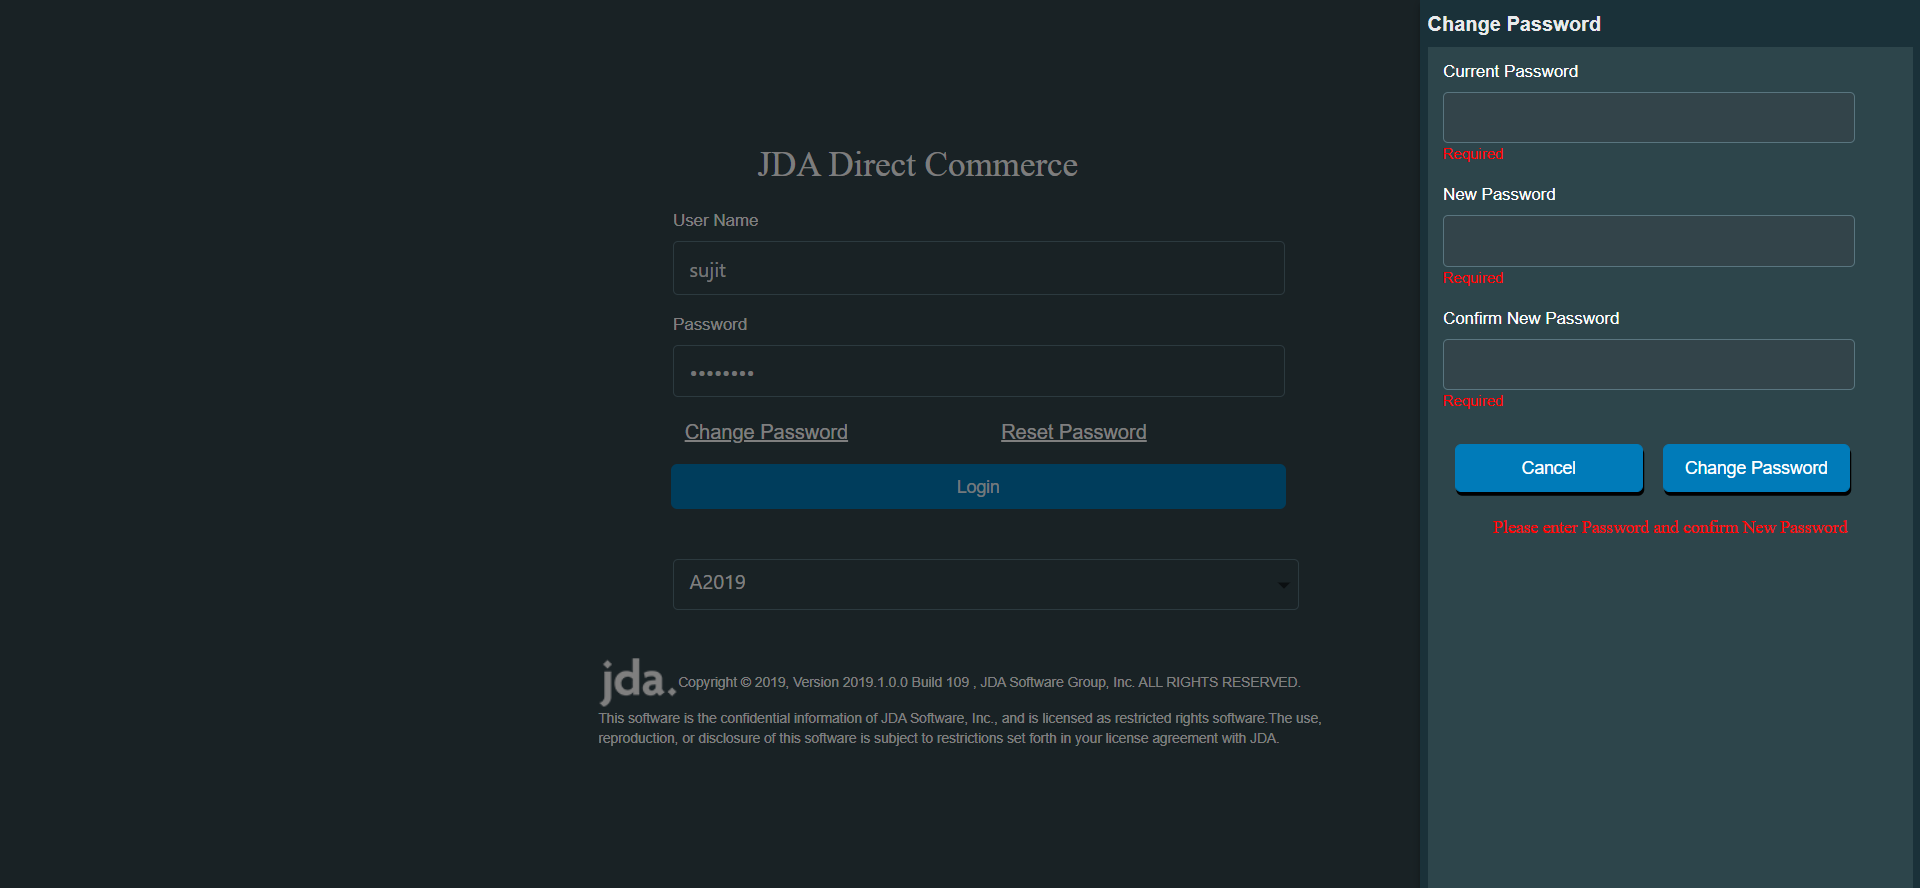 JDA Direct Commerce
User Name
sujit
Password
••••••••
Change Password
Reset Password
Login
A2019
jda.
Copyright © 2019, Version 2019.1.0.0 Build 109 , JDA Software Group, Inc. ALL RIGHTS RESERVED.
This software is the confidential information of JDA Software, Inc., and is licensed as restricted rights software.The use,
reproduction, or disclosure of this software is subject to restrictions set forth in your license agreement with JDA.
Change Password
Current Password
Required
New Password
Required
Confirm New Password
Required
Cancel
Change Password
Please enter Password and confirm New Password